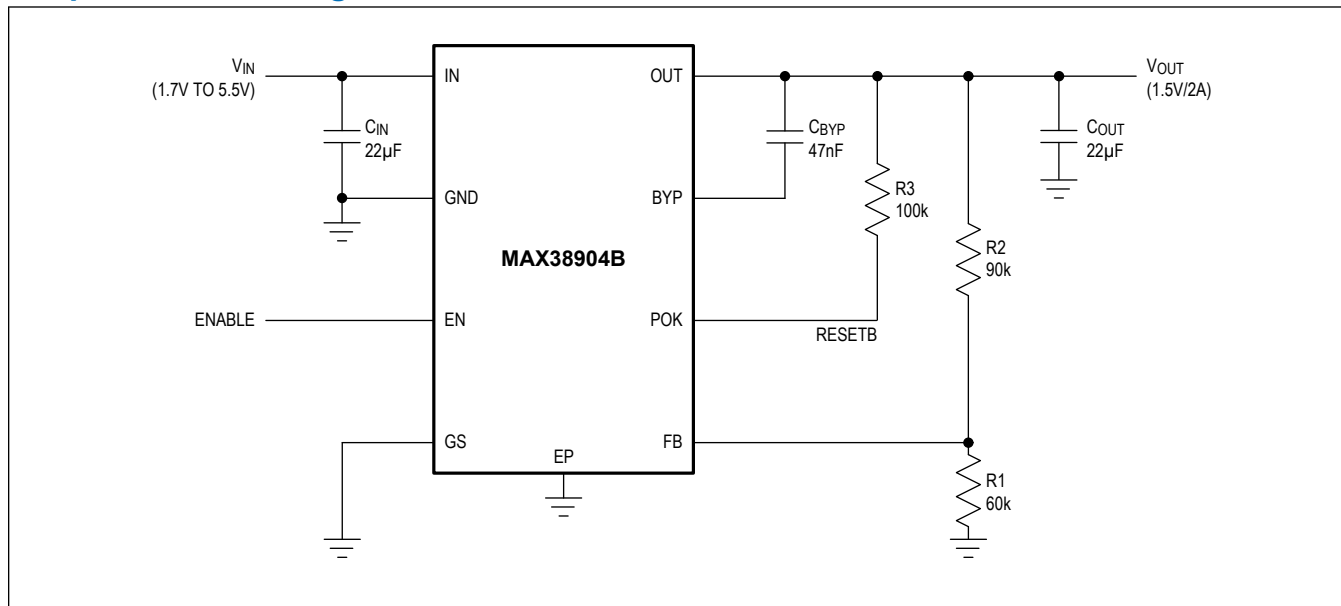 VIN
(1.7V TO 5.5V)
IN
OUT
VOUT
(1.5V/2A)
CIN
22µF
CBYP
47nF
COUT
22µF
GND
BYP
R3
100k
R2
90k
MAX38904B
ENABLE
EN
POK
RESETB
GS
FB
EP
R1
60k